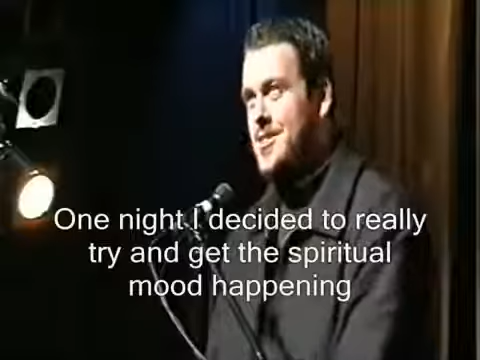 One night I decided to really
try and get the spiritual
mood happening